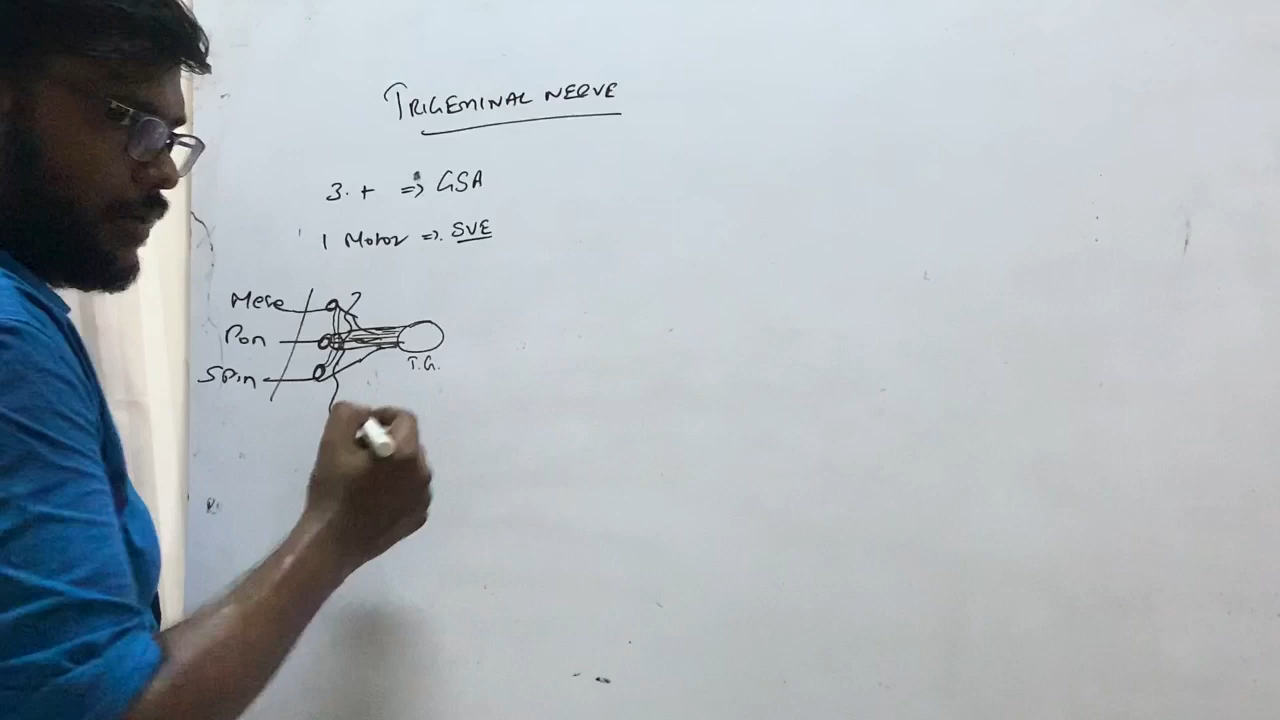 TRIGEMINAL NERVE
3. + => GSA
1 Motor => SVE
Mese
Pon
Spin
T.G.